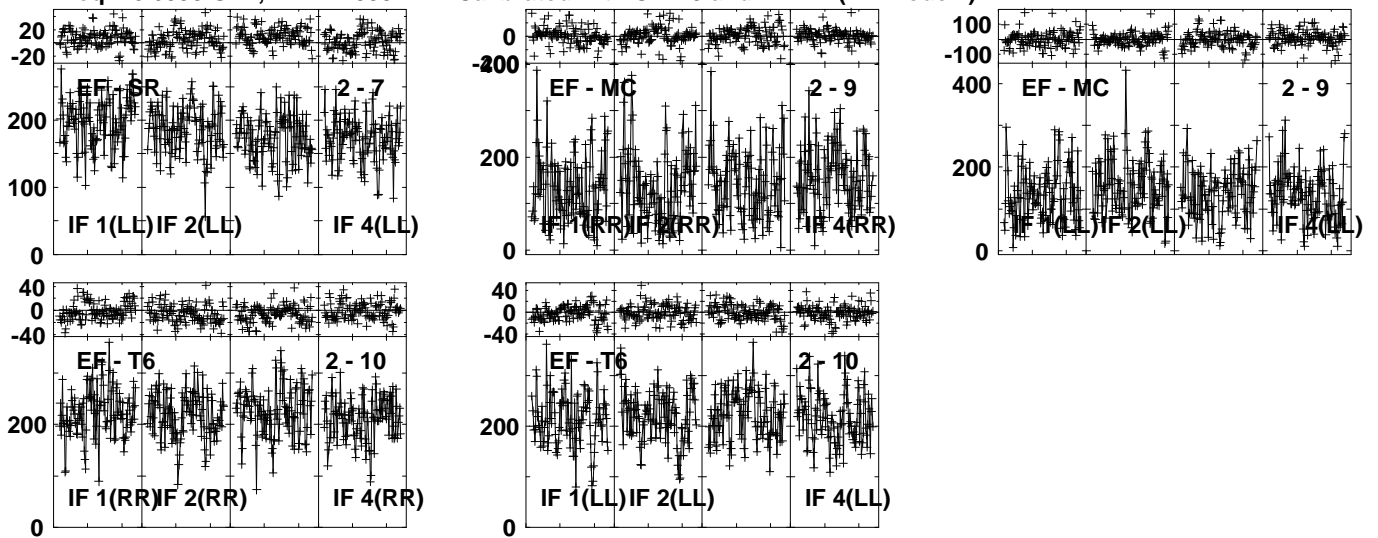 20
-20
EF - SR
2 - 7
200
100
0
IF 1(LL)
IF 2(LL)
IF 4(LL)
0
-200
400
EF - MC
2 - 9
200
0
IF 1(RR)
IF 2(RR)
IF 4(RR)
100
-100
400
EF - MC
2 - 9
200
0
IF 1(LL)
IF 2(LL)
IF 4(LL)
40
0
-40
EF - T6
2 - 10
200
0
IF 1(RR)
IF 2(RR)
IF 4(RR)
40
0
-40
EF - T6
2 - 10
200
0
IF 1(LL)
IF 2(LL)
IF 4(LL)